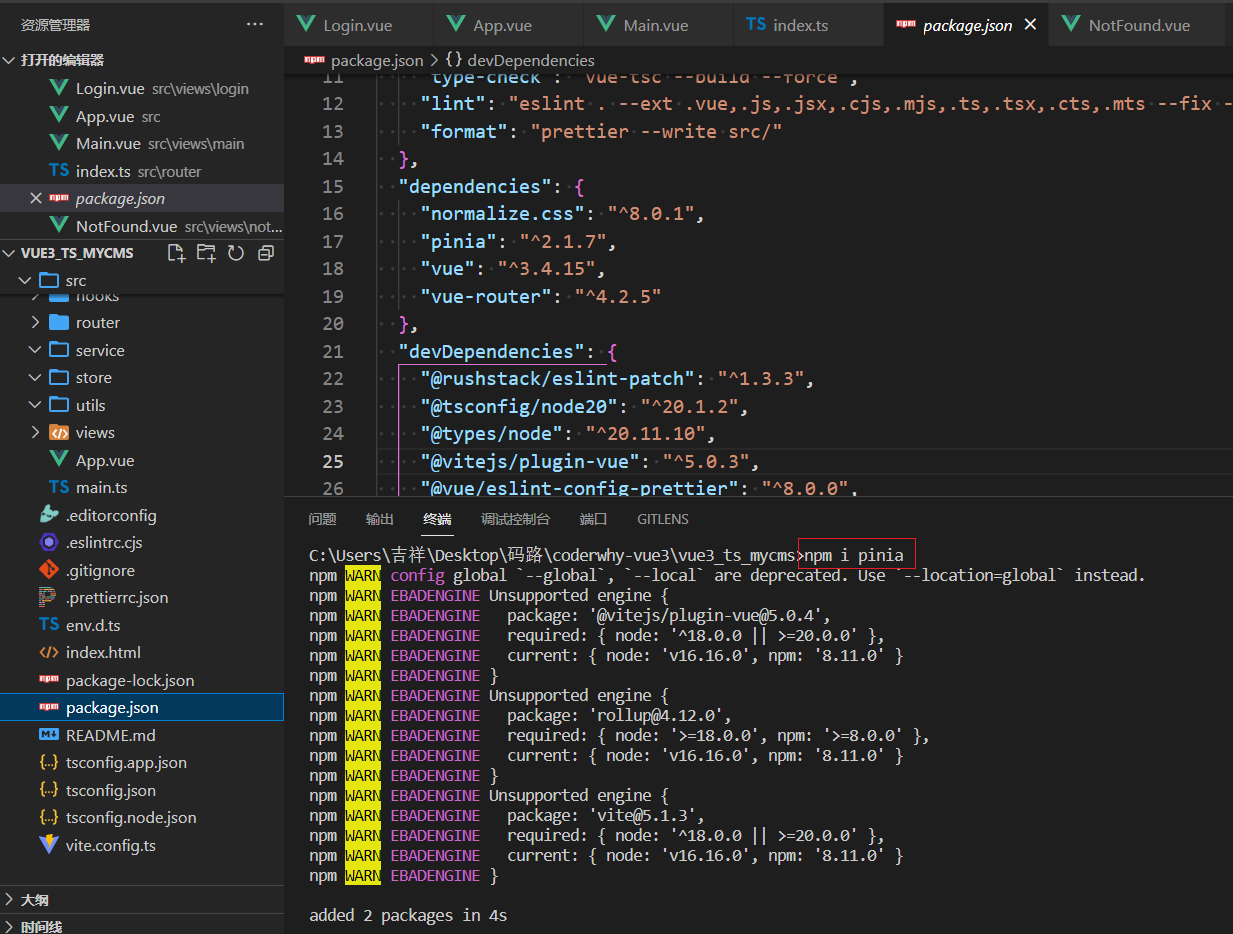 资源管理器
打开的编辑器
Login.vue src\views\login
App.vue src
Main.vue src\views\main
index.ts src\router
package.json
NotFound.vue src\views\not...
VUE3_TS_MYCMS
src
hooks
router
service
store
utils
views
App.vue
TS main.ts
.editorconfig
.eslintrc.cjs
.gitignore
.prettierrc.json
TS env.d.ts
index.html
package-lock.json
package.json
README.md
tsconfig.app.json
tsconfig.json
tsconfig.node.json
vite.config.ts
大纲
时间线
Login.vue App.vue Main.vue TS index.ts package.json NotFound.vue
package.json > {} devDependencies
11 "type-check": "vue-tsc --build --force",
12 "lint": "eslint . --ext .vue,.js,.jsx,.cjs,.mjs,.ts,.tsx,.cts,.mts --fix -
13 "format": "prettier --write src/"
14 },
15 "dependencies": {
16 "normalize.css": "^8.0.1",
17 "pinia": "^2.1.7",
18 "vue": "^3.4.15",
19 "vue-router": "^4.2.5"
20 },
21 "devDependencies": {
22 "@rushstack/eslint-patch": "^1.3.3",
23 "@tsconfig/node20": "^20.1.2",
24 "@types/node": "^20.11.10",
25 "@vitejs/plugin-vue": "^5.0.3",
26 "@vue/eslint-config-prettier": "^8.0.0",
问题 输出 终端 调试控制台 端口 GITLENS
C:\Users\吉祥\Desktop\码路\coderwhy-vue3\vue3_ts_mycms>npm i pinia
npm WARN config global `--global`, `--local` are deprecated. Use `--location=global` instead.
npm WARN EBADENGINE Unsupported engine {
npm WARN EBADENGINE package: '@vitejs/plugin-vue@5.0.4',
npm WARN EBADENGINE required: { node: '^18.0.0 || >=20.0.0' },
npm WARN EBADENGINE current: { node: 'v16.16.0', npm: '8.11.0' }
npm WARN EBADENGINE }
npm WARN EBADENGINE Unsupported engine {
npm WARN EBADENGINE package: 'rollup@4.12.0',
npm WARN EBADENGINE required: { node: '>=18.0.0', npm: '>=8.0.0' },
npm WARN EBADENGINE current: { node: 'v16.16.0', npm: '8.11.0' }
npm WARN EBADENGINE }
npm WARN EBADENGINE Unsupported engine {
npm WARN EBADENGINE package: 'vite@5.1.3',
npm WARN EBADENGINE required: { node: '^18.0.0 || >=20.0.0' },
npm WARN EBADENGINE current: { node: 'v16.16.0', npm: '8.11.0' }
npm WARN EBADENGINE }
added 2 packages in 4s